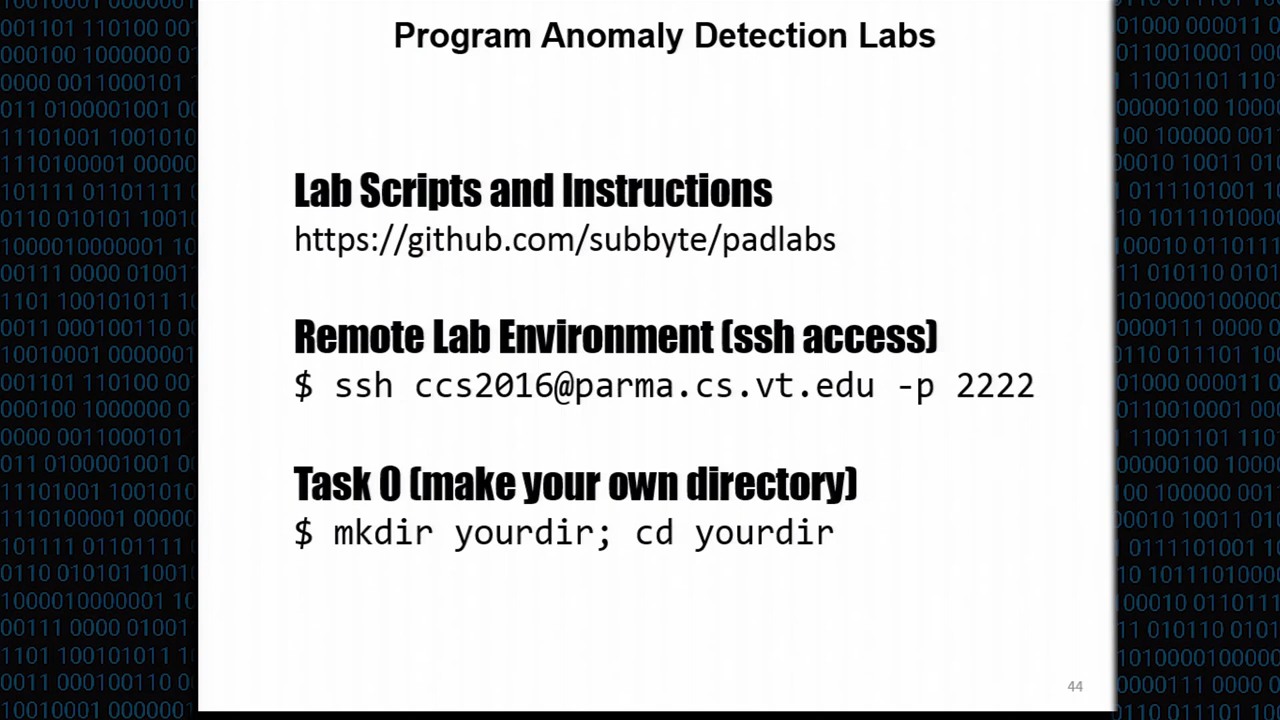 Program Anomaly Detection Labs
Lab Scripts and Instructions
https://github.com/subbyte/padlabs
Remote Lab Environment (ssh access)
$ ssh ccs2016@parma.cs.vt.edu -p 2222
Task 0 (make your own directory)
$ mkdir yourdir; cd yourdir
44